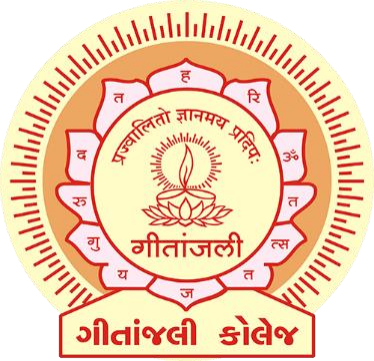 प्रज्वालितो ज्ञानमय प्रदिपः
गीतांजली
ह
रि
ॐ
त
त्स
त
ज
य
गु
रु
द
त
ગીતાંજલી કોલેજ